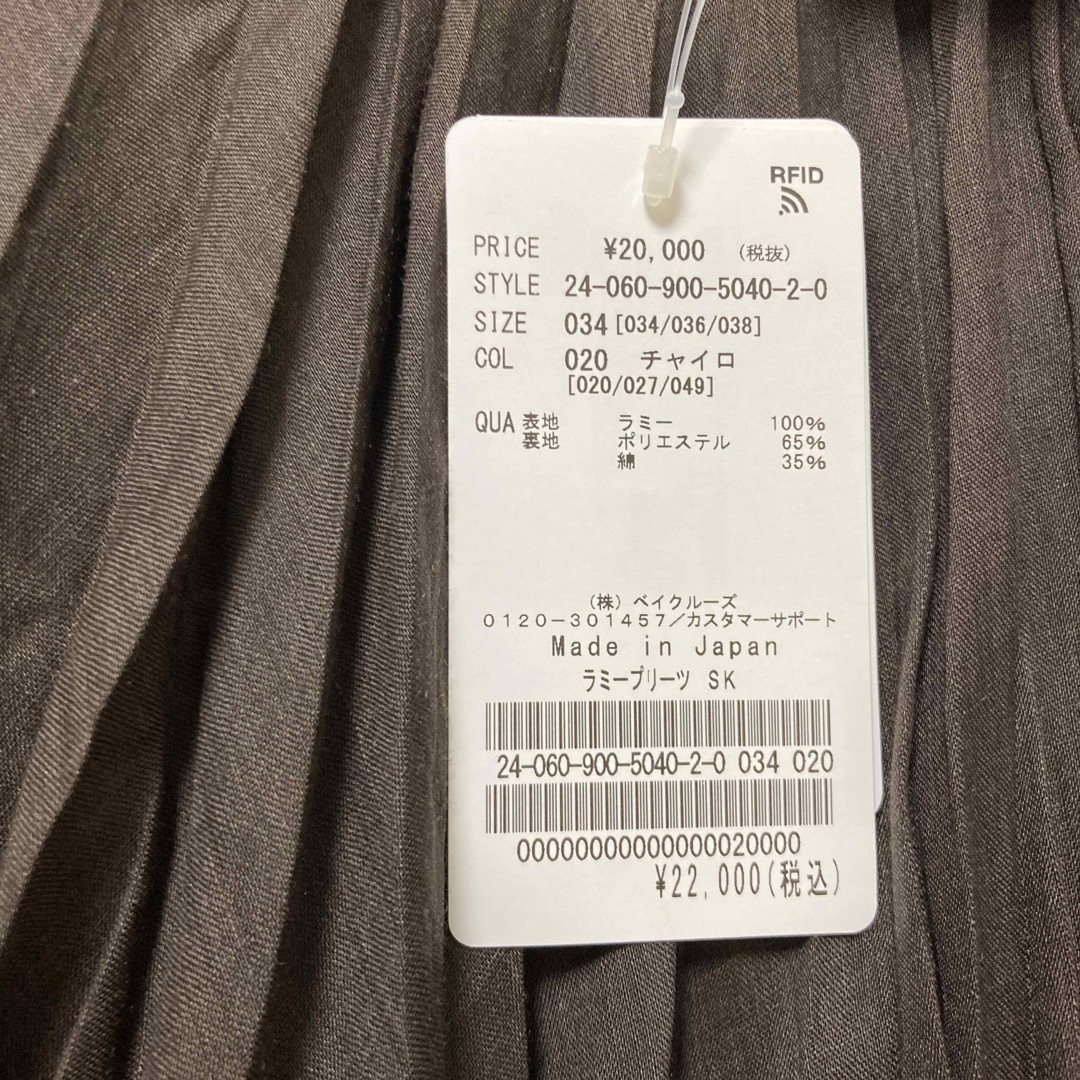 RFID
PRICE ¥20,000 (税抜)
STYLE 24-060-900-5040-2-0
SIZE 034 [034/036/038]
COL 020 チャイロ
[020/027/049]
QUA 表地 ラミー 100%
裏地 ポリエステル 65%
綿 35%
(株) ベイクルーズ
0120-301457/カスタマーサポート
Made in Japan
ラミープリーツ SK
24-060-900-5040-2-0 034 020
00000000000000020000
¥22,000(税込)